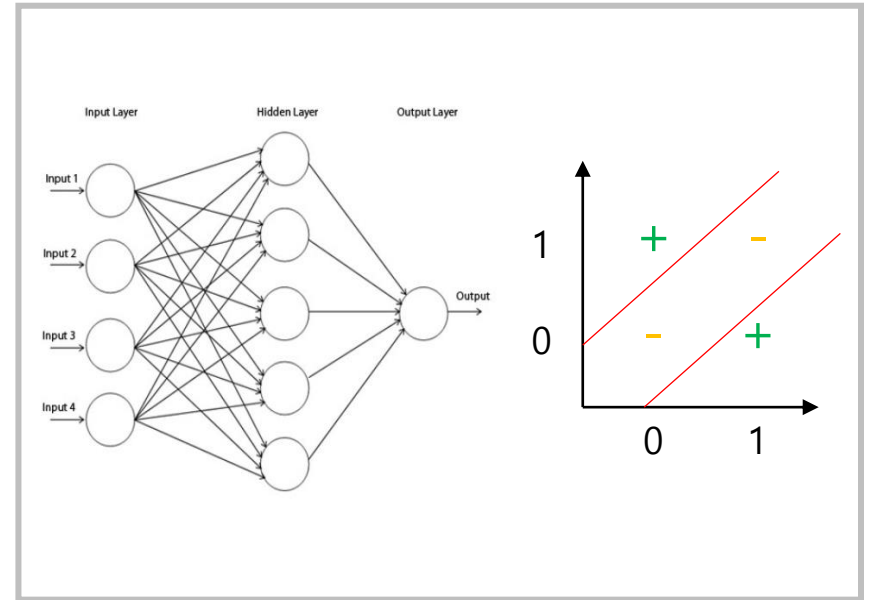 Input Layer
Hidden Layer
Output Layer
Input 1
Input 2
Input 3
Input 4
Output
1
0
+
-
-
+
0
1